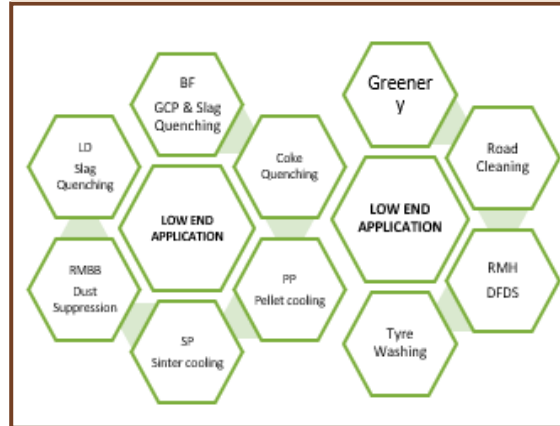 BF
GCP & Slag
Quenching
Greener
y
LD
Slag
Quenching
Coke
Quenching
Road
Cleaning
LOW END
APPLICATION
LOW END
APPLICATION
RMBB
Dust
Suppression
PP
Pellet cooling
RMH
DFDS
SP
Sinter cooling
Tyre
Washing